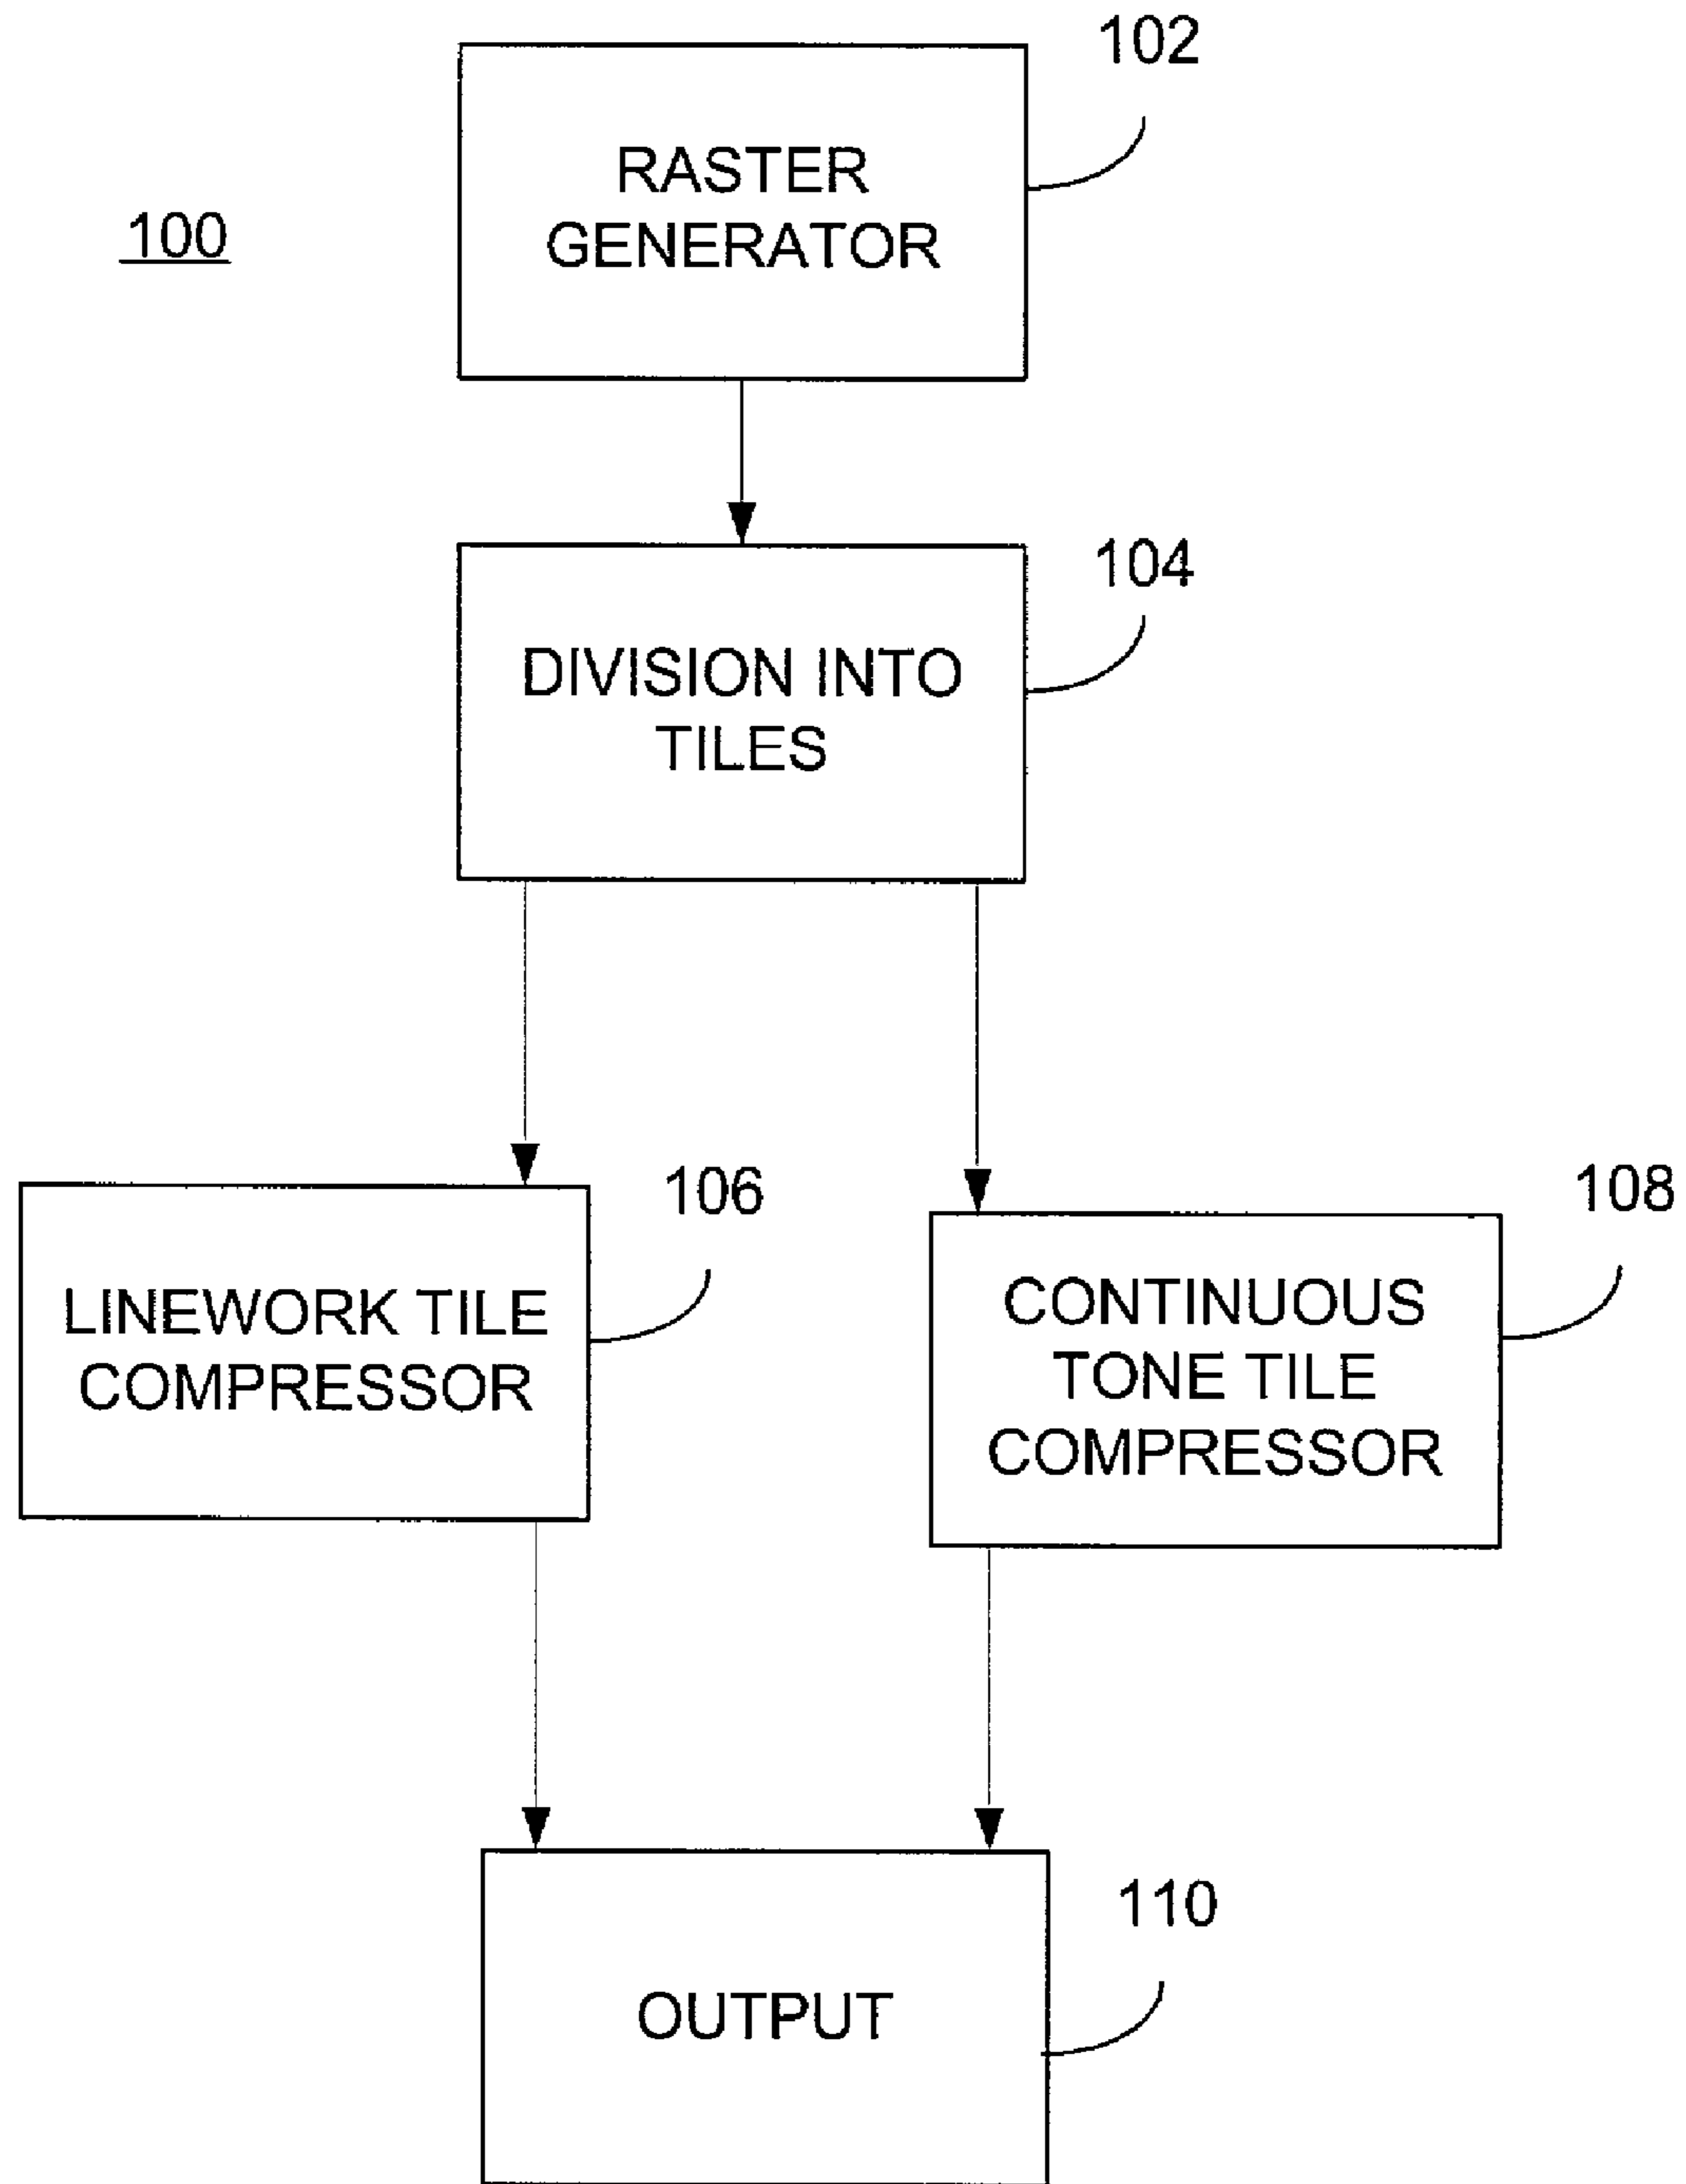 102
RASTER
GENERATOR
100
104
DIVISION INTO
TILES
106
108
LINEWORK TILE
COMPRESSOR
CONTINUOUS
TONE TILE
COMPRESSOR
110
OUTPUT